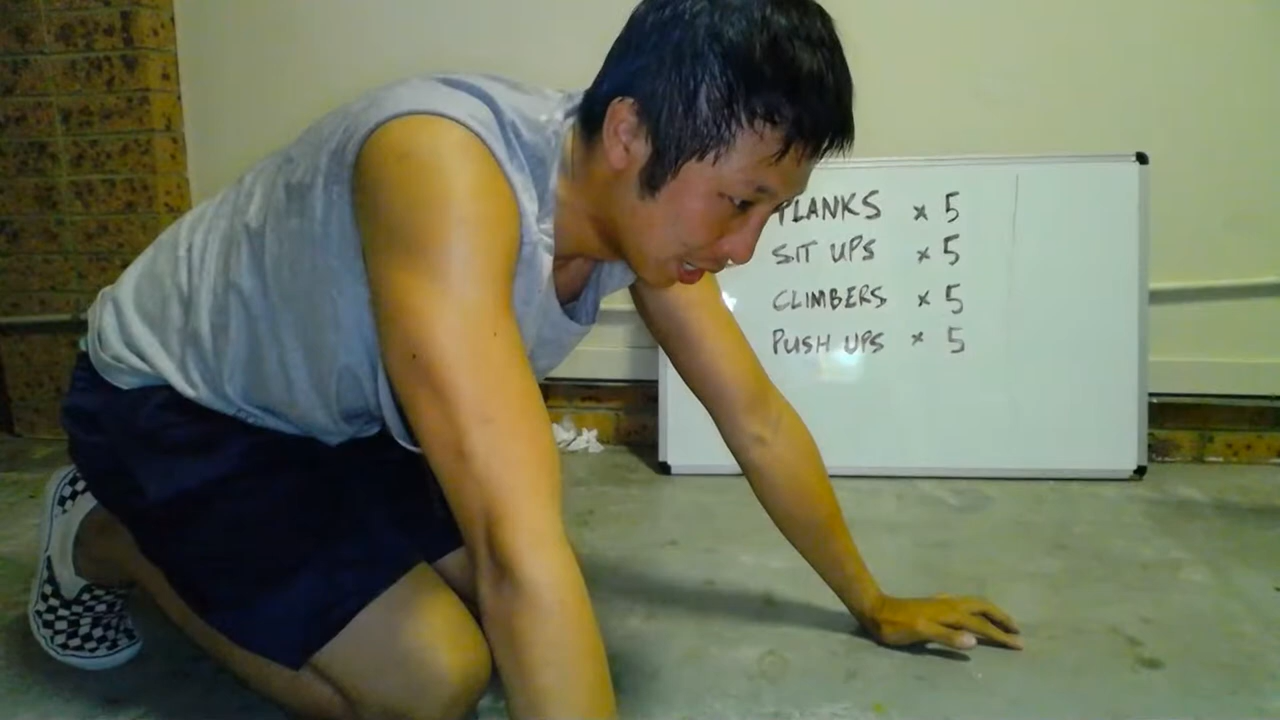 PLANKS x 5
SIT UPS x 5
CLIMBERS x 5
PUSH UPS x 5